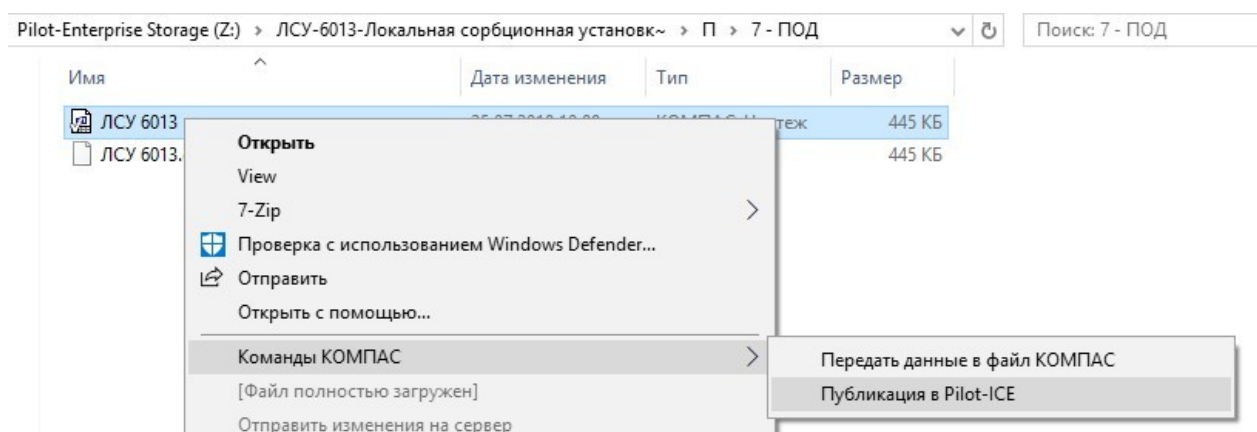 Pilot-Enterprise Storage (Z:) > ЛСУ-6013-Локальная сорбционная установк~ > П > 7 - ПОД Поиск: 7 - ПОД
Имя Дата изменения Тип Размер
ЛСУ 6013 445 КБ
ЛСУ 6013. 445 КБ
Открыть
View
7-Zip
Проверка с использованием Windows Defender...
Отправить
Открыть с помощью...
Команды КОМПАС
Передать данные в файл КОМПАС
[Файл полностью загружен]
Публикация в Pilot-ICE
Отправить изменения на сервер